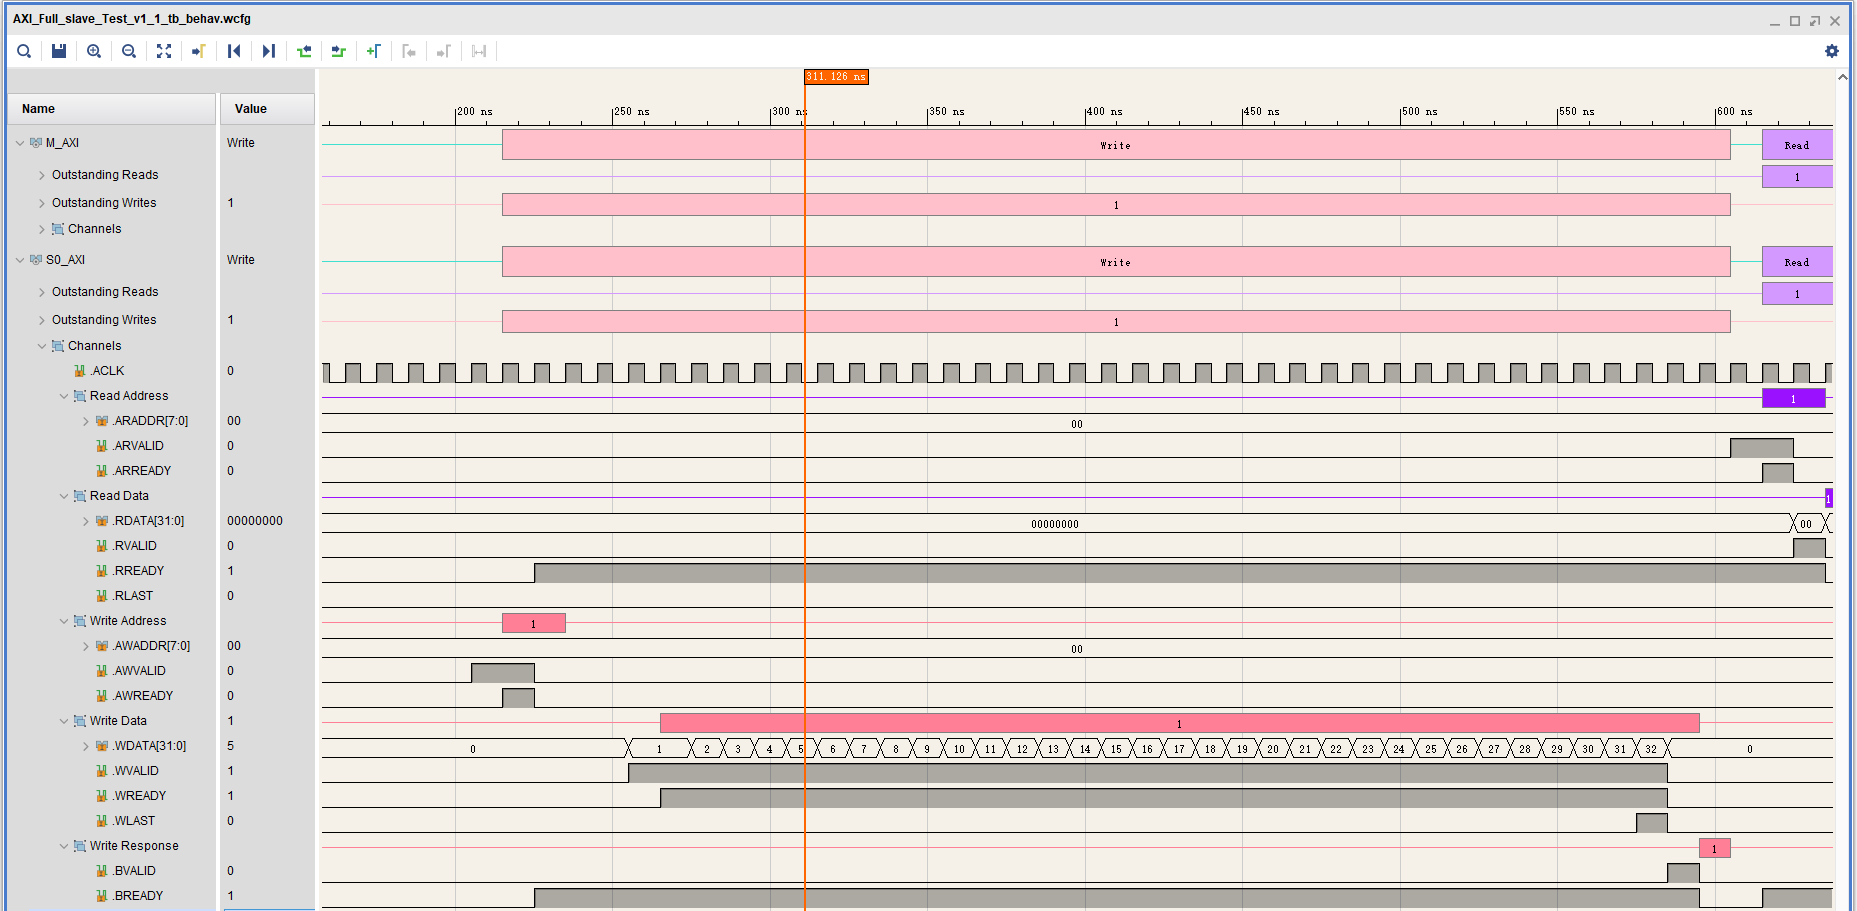 AXI_Full_slave_Test_v1_1_tb_behav.wcfg
311.126 ns
Name Value
200 ns 250 ns 300 ns 350 ns 400 ns 450 ns 500 ns 550 ns 600 ns
M_AXI Write Write Read
Outstanding Reads 1
Outstanding Writes 1 1
Channels
S0_AXI Write Write Read
Outstanding Reads 1
Outstanding Writes 1 1
Channels
.ACLK 0
Read Address 1
.ARADDR[7:0] 00 00
.ARVALID 0
.ARREADY 0
Read Data 1
.RDATA[31:0] 00000000 00000000 00
.RVALID 0
.RREADY 1
.RLAST 0
Write Address 1
.AWADDR[7:0] 00 00
.AWVALID 0
.AWREADY 0
Write Data 1 1
.WDATA[31:0] 5 0 1 2 3 4 5 6 7 8 9 10 11 12 13 14 15 16 17 18 19 20 21 22 23 24 25 26 27 28 29 30 31 32 0
.WVALID 1
.WREADY 1
.WLAST 0
Write Response 1
.BVALID 0
.BREADY 1